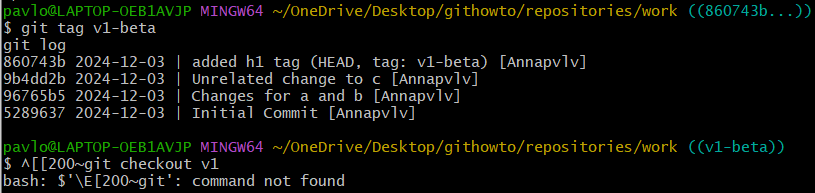 pavlo@LAPTOP-OEB1AVJP MINGW64 ~/OneDrive/Desktop/githowto/repositories/work ((860743b...))
$ git tag v1-beta
git log
860743b 2024-12-03 | added h1 tag (HEAD, tag: v1-beta) [Annapvlv]
9b4dd2b 2024-12-03 | Unrelated change to c [Annapvlv]
96765b5 2024-12-03 | Changes for a and b [Annapvlv]
5289637 2024-12-03 | Initial Commit [Annapvlv]
pavlo@LAPTOP-OEB1AVJP MINGW64 ~/OneDrive/Desktop/githowto/repositories/work ((v1-beta))
$ ^[[200~git checkout v1
bash: $'\E[200~git': command not found